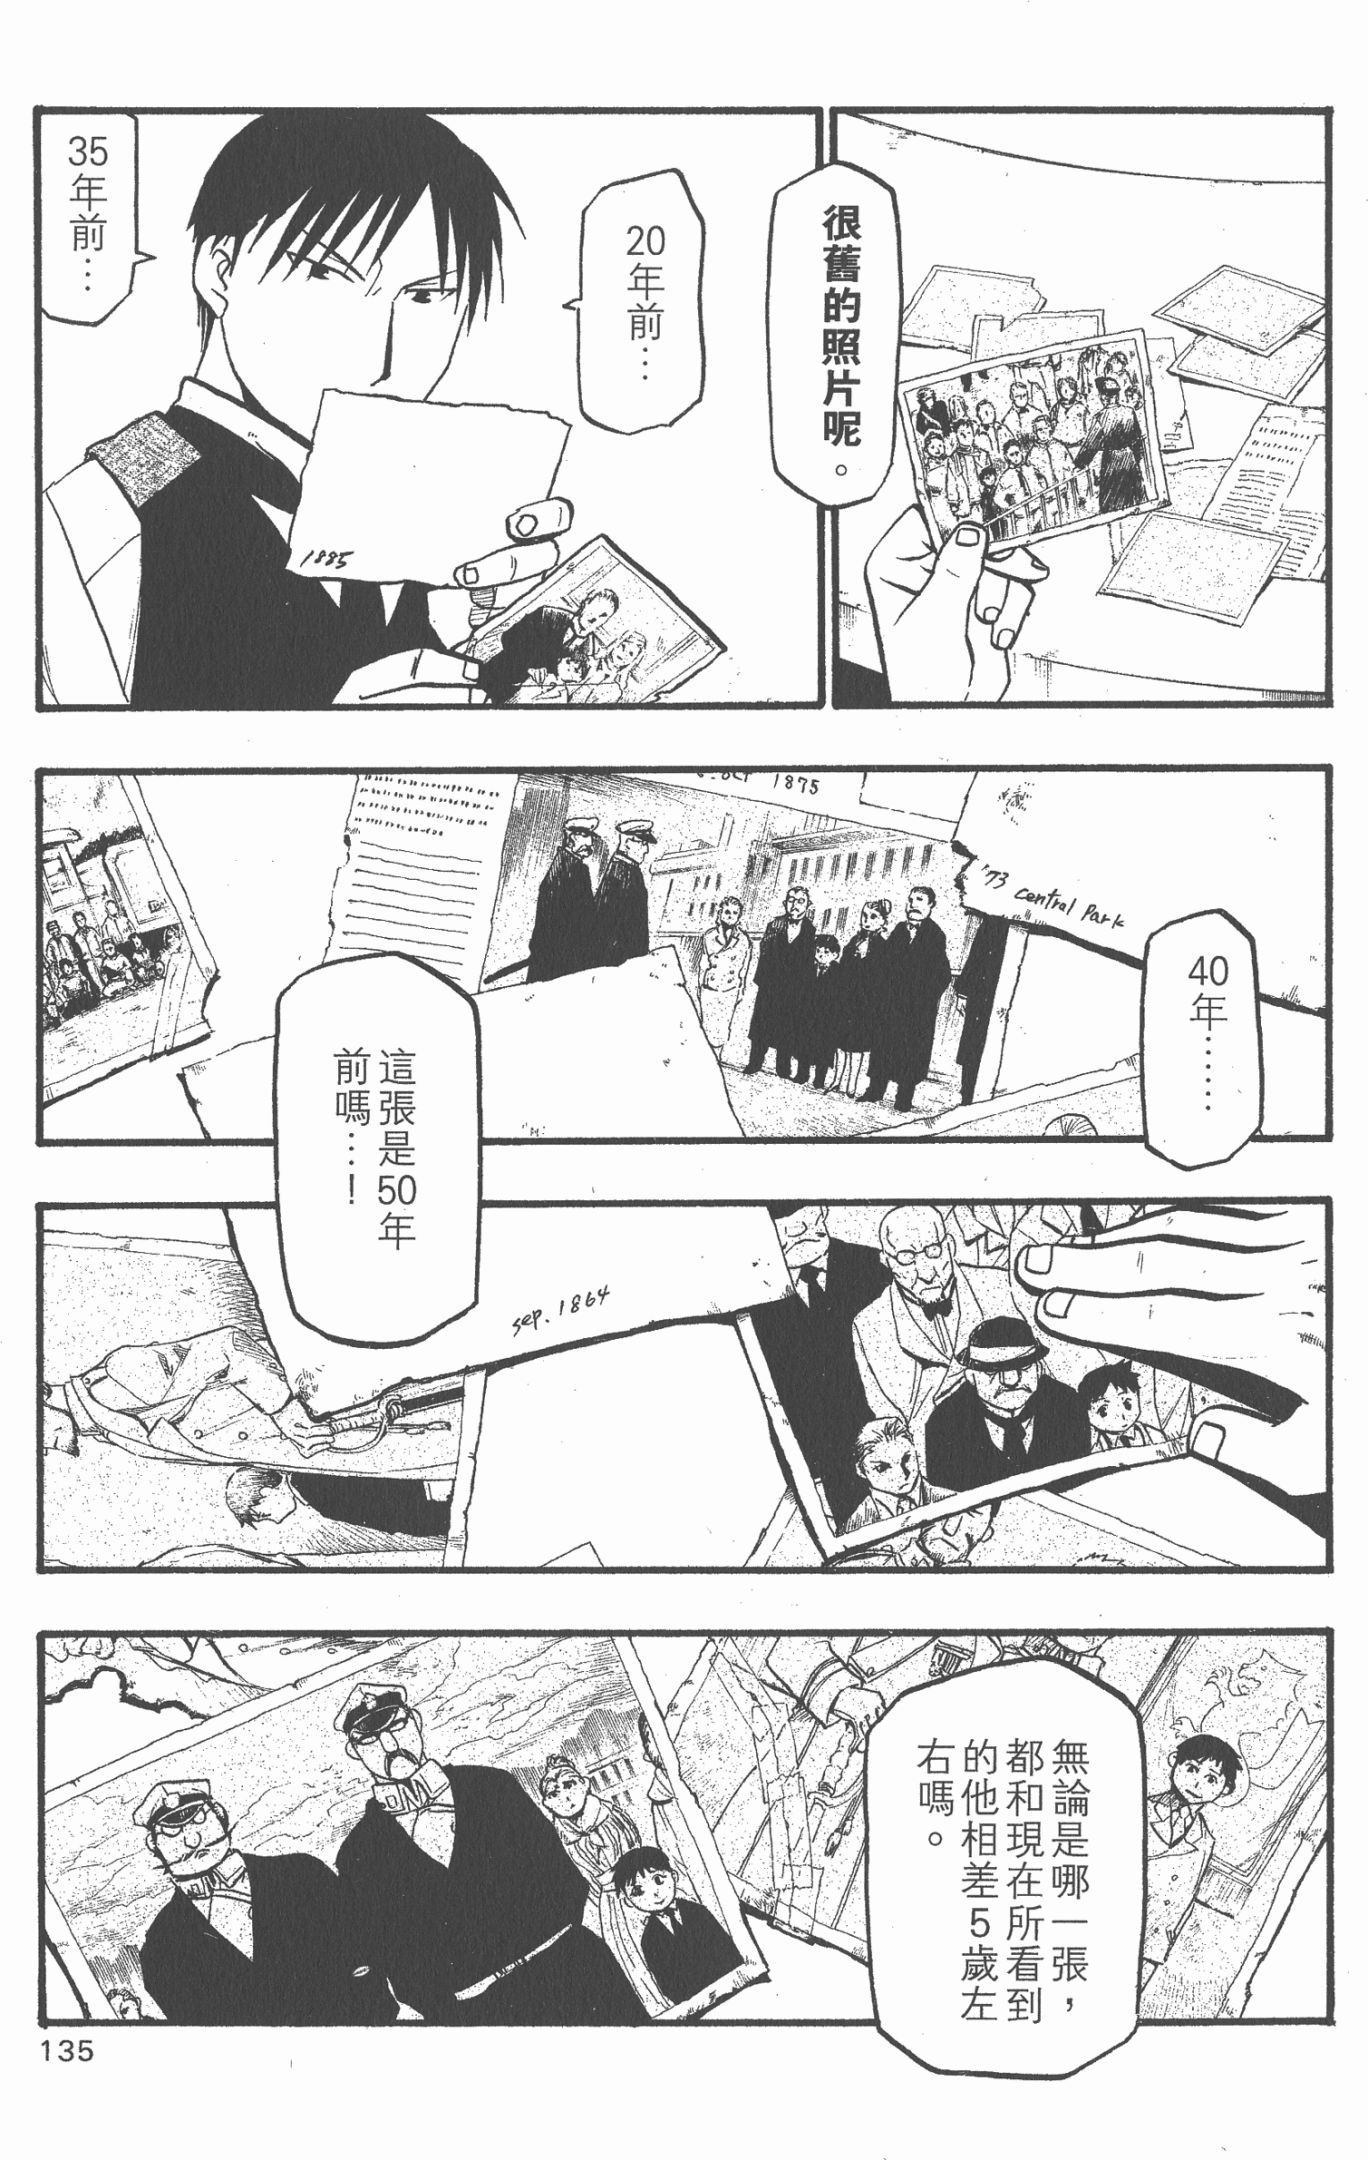 很舊的照片呢。
20年前…
35年前…
1885
OCT 1875
'73 Central Park
40年……
這張是50年
前嗎…!
sep. 1864
無論是哪一張，
都和現在所看到
的他相差5歲左
右嗎。
135